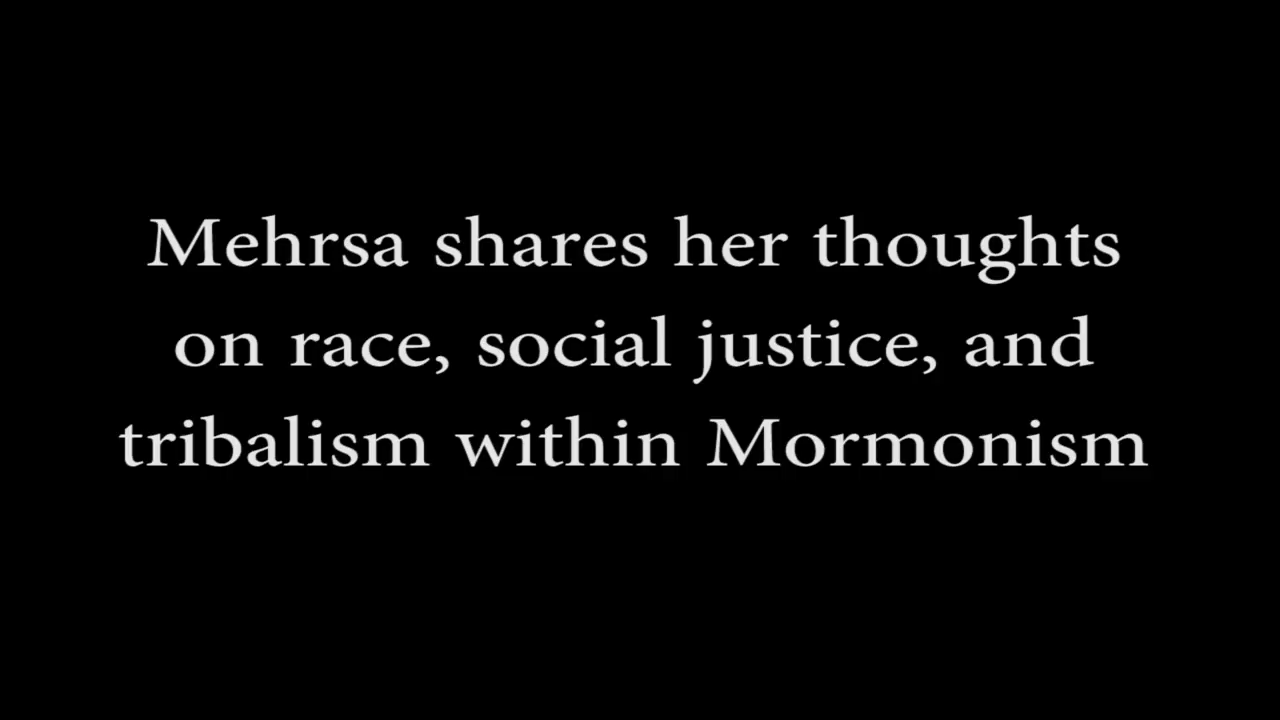 Mehrsa shares her thoughts
on race, social justice, and
tribalism within Mormonism